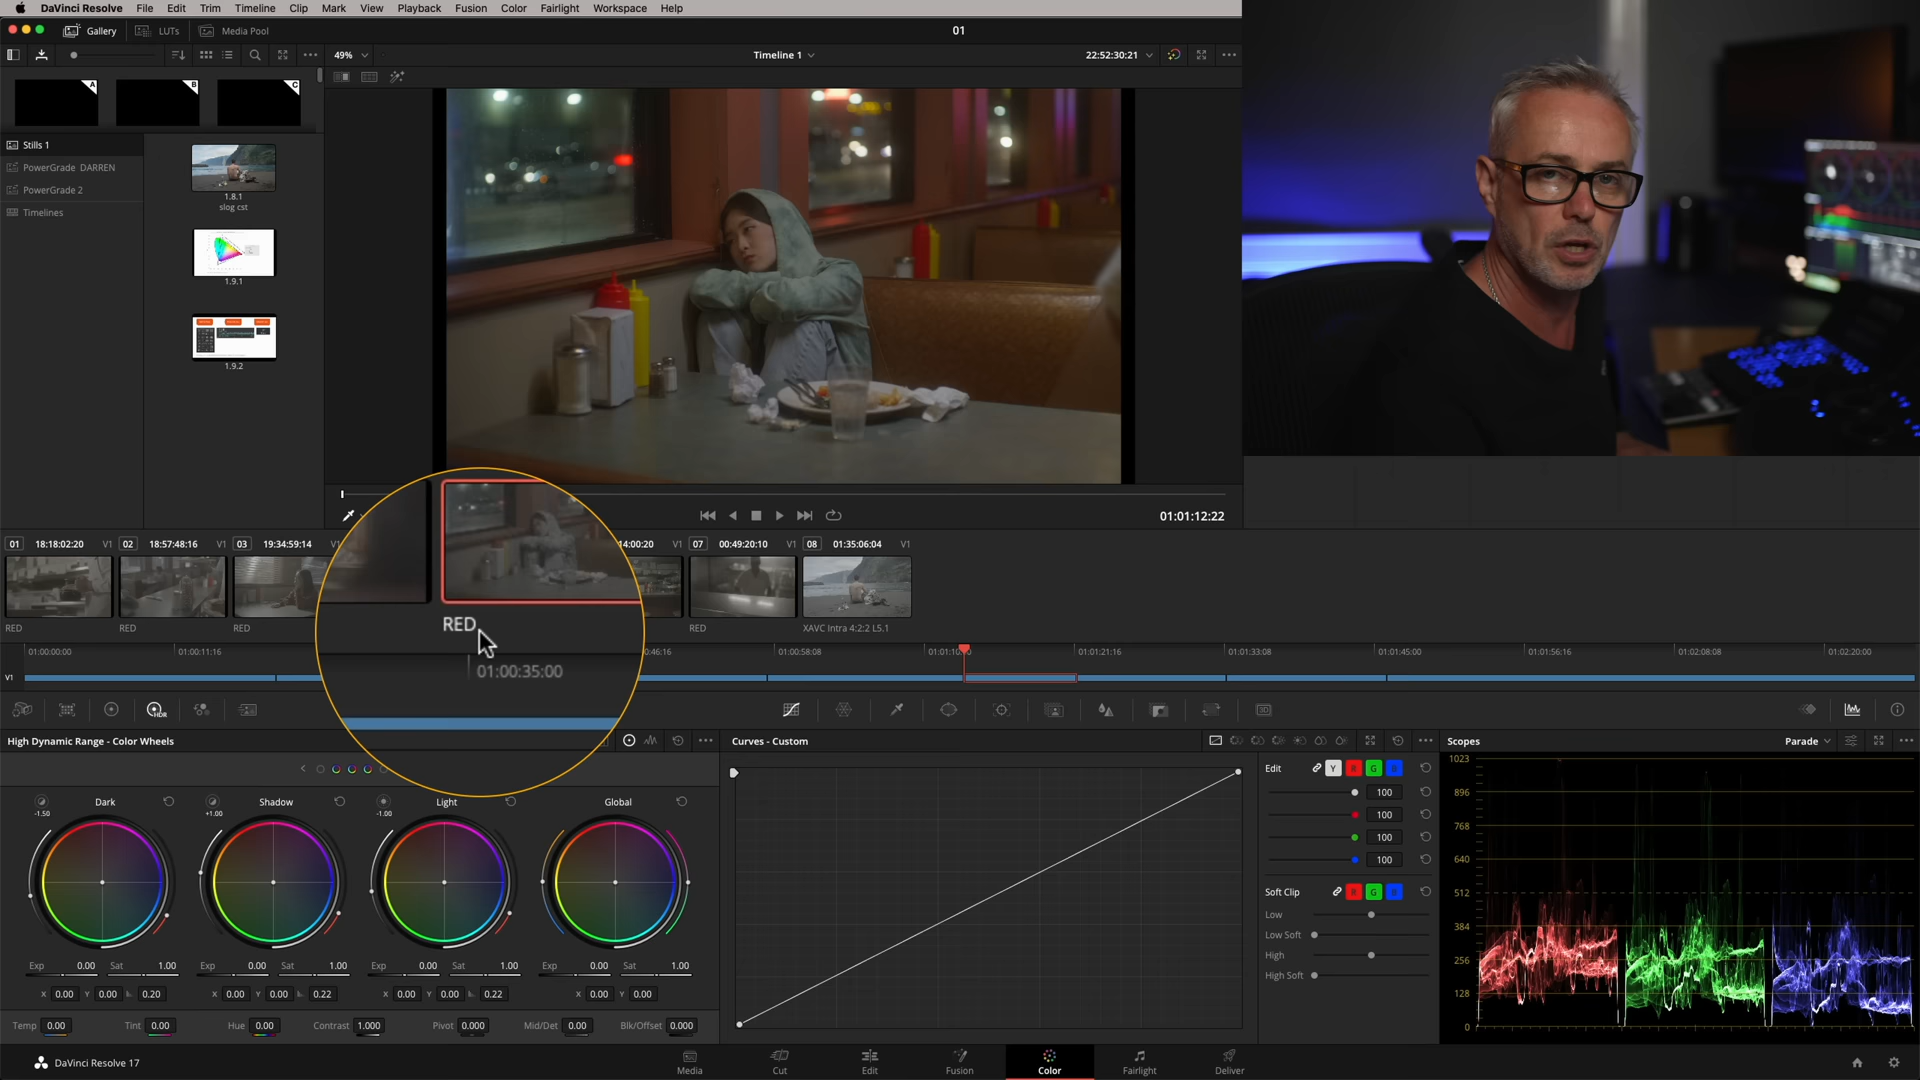 DaVinci Resolve File Edit Trim Timeline Clip Mark View Playback Fusion Color Fairlight Workspace Help
Gallery LUTs Media Pool 01
49% Timeline 1 22:52:30:21
A B C
Stills 1
PowerGrade DARREN
PowerGrade 2
Timelines
1.8.1
slog cst
1.9.1
1.9.2
01:01:12:22
01 18:18:02:20 V1 02 18:57:48:16 V1 03 19:34:59:14 14:00:20 V1 07 00:49:20:10 V1 08 01:35:06:04 V1
RED RED RED RED RED XAVC Intra 4:2:2 L5.1
01:00:00:00 01:00:11:16 01:00:35:00 46:16 01:00:58:08 01:01:21:16 01:01:33:08 01:01:45:00 01:01:56:16 01:02:08:08 01:02:20:00
V1
HDR 3D
High Dynamic Range - Color Wheels Curves - Custom Scopes Parade
Dark Shadow Light Global
-1.50 +1.00 -1.00
Exp 0.00 Sat 1.00 Exp 0.00 Sat 1.00 Exp 0.00 Sat 1.00 Exp 0.00 Sat 1.00
X 0.00 Y 0.00 0.20 X 0.00 Y 0.00 0.22 X 0.00 Y 0.00 0.22 X 0.00 Y 0.00
Temp 0.00 Tint 0.00 Hue 0.00 Contrast 1.000 Pivot 0.000 Mid/Det 0.00 Blk/Offset 0.000
Edit Y R G B
100
100
100
100
Soft Clip R G B
Low
Low Soft
High
High Soft
1023
896
768
640
512
384
256
128
0
DaVinci Resolve 17 Media Cut Edit Fusion Color Fairlight Deliver